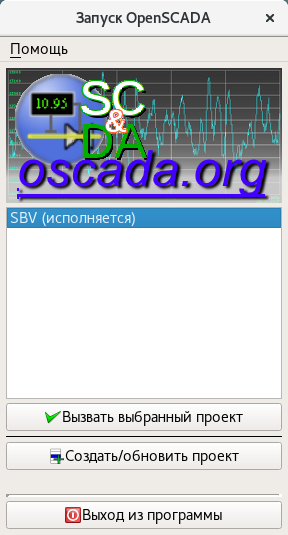 Запуск OpenSCADA
Помощь
10.95
SC
&
DA
oscada.org
SBV (исполняется)
Вызвать выбранный проект
Создать/обновить проект
Выход из программы